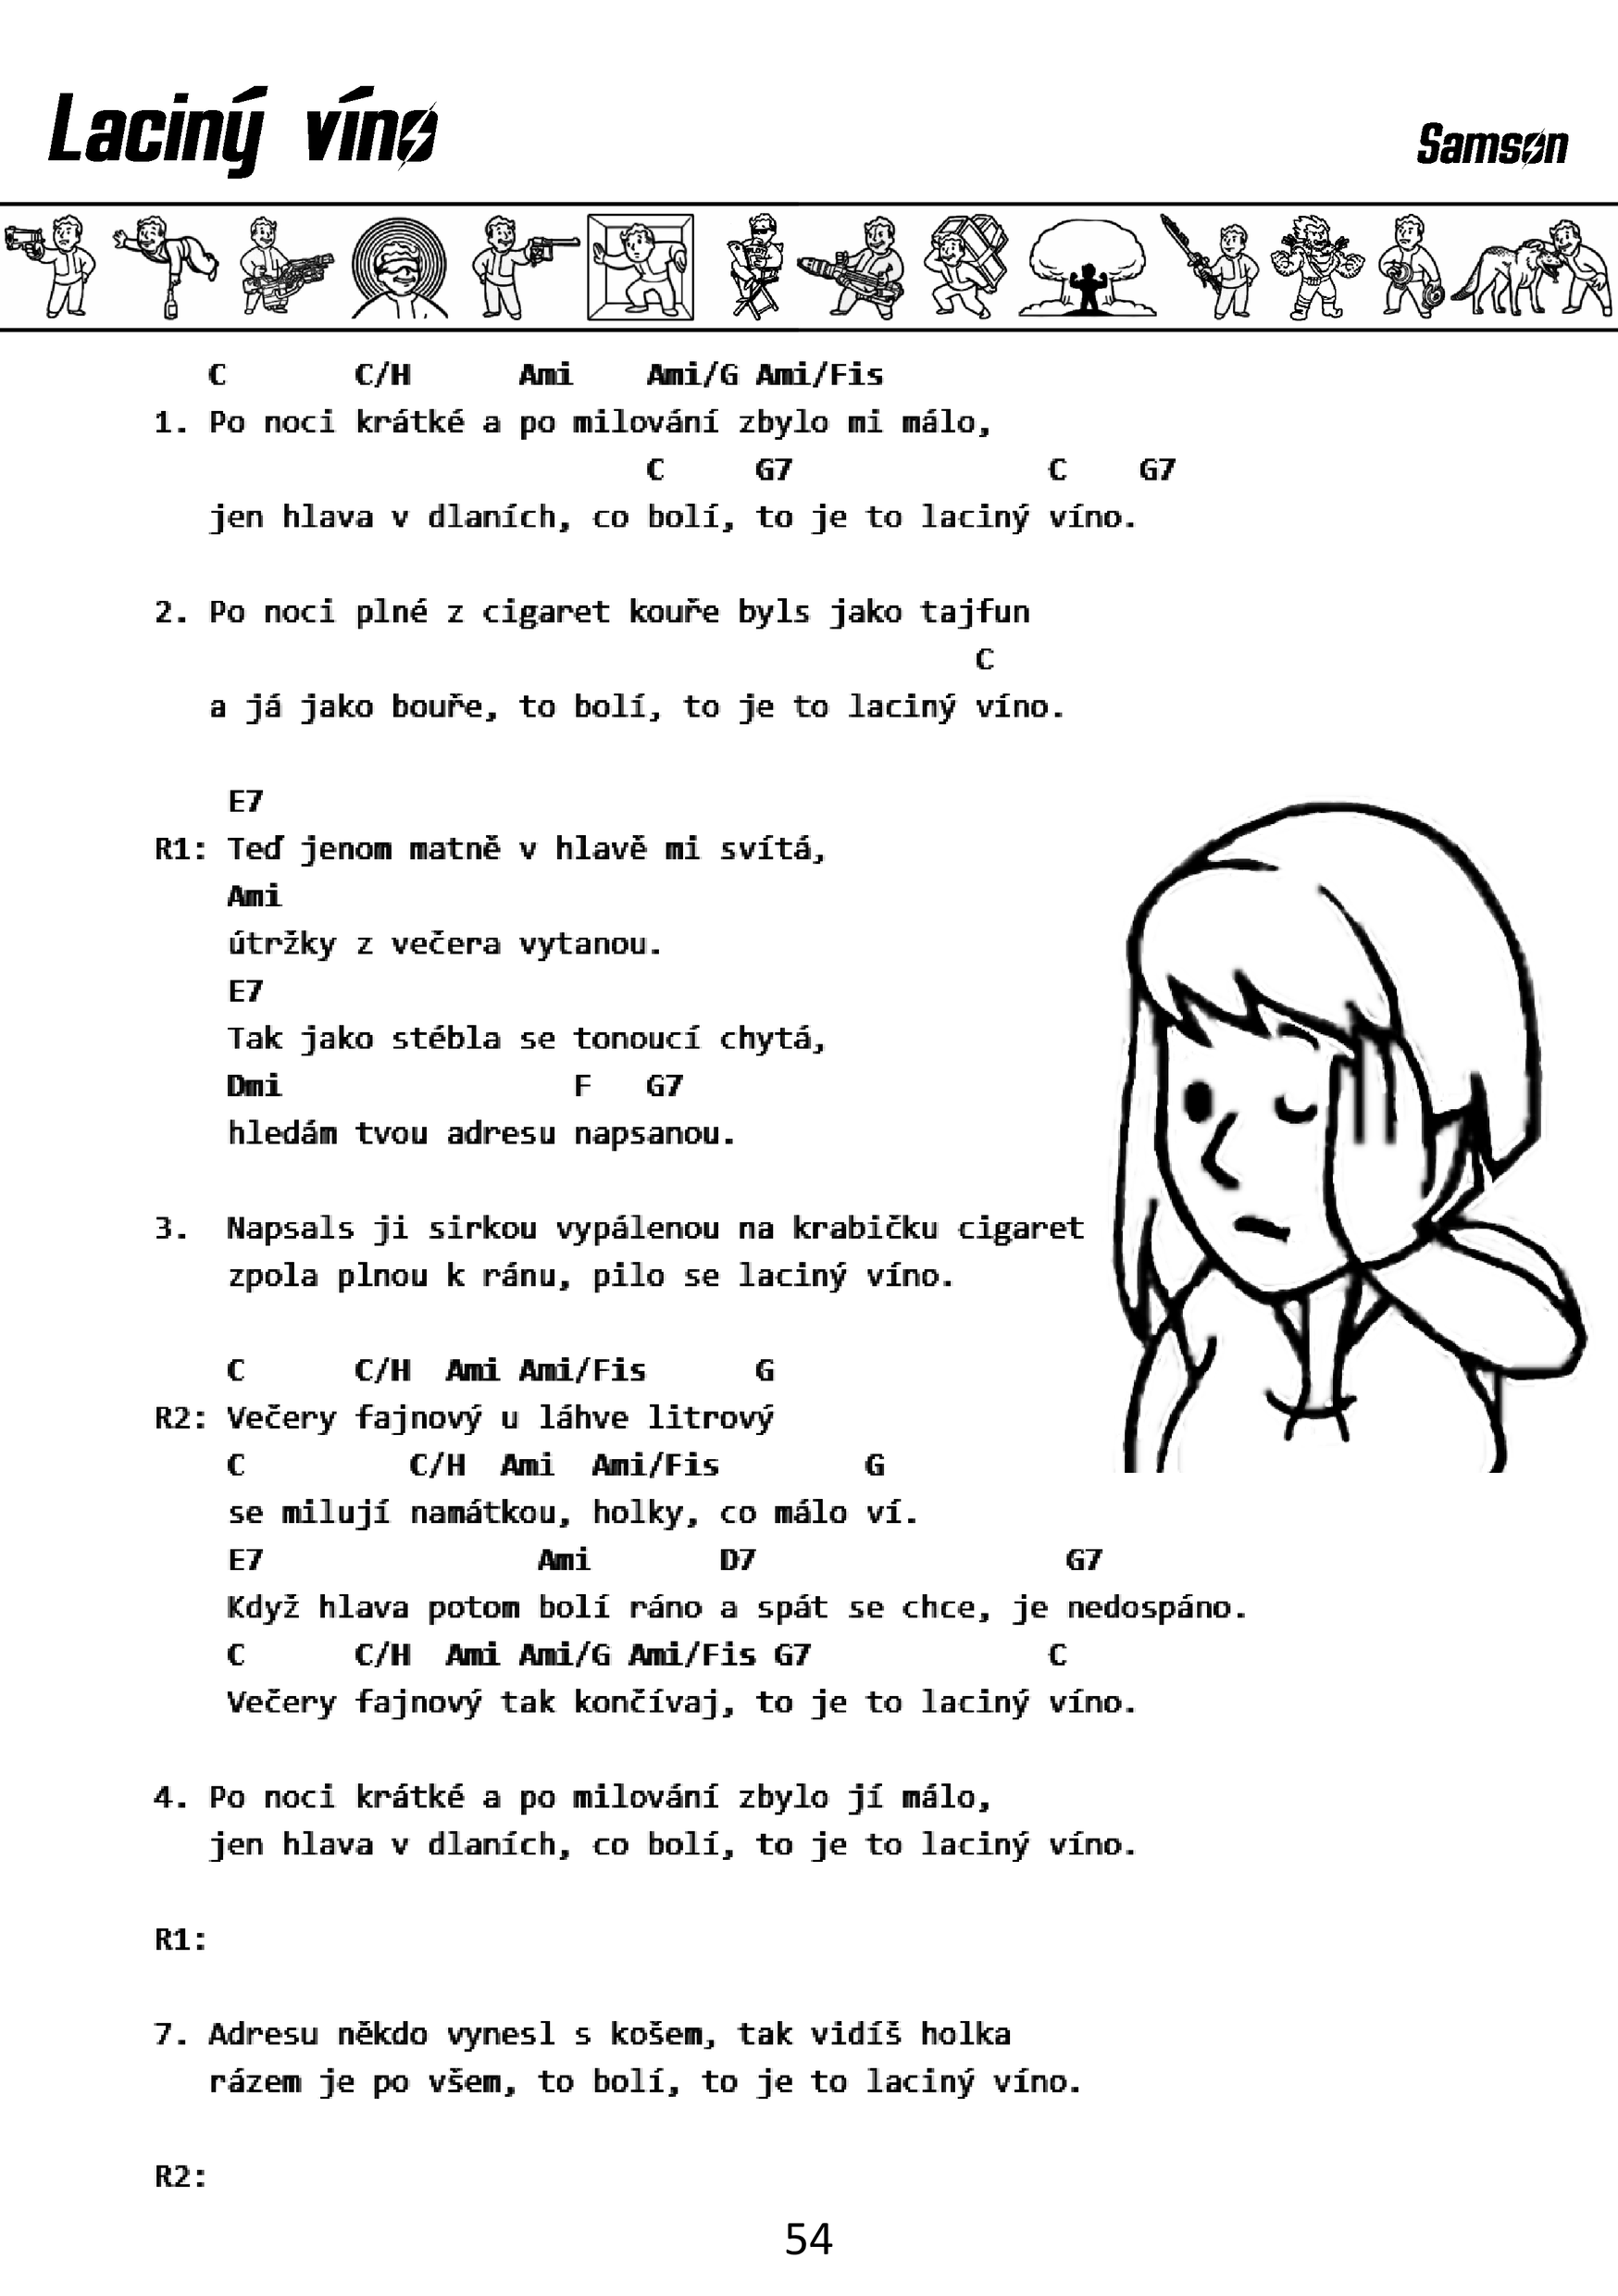 Laciný víno
Samson
C C/H Ami Ami/G Ami/Fis
1. Po noci krátké a po milování zbylo mi málo,
C G7 C G7
jen hlava v dlaních, co bolí, to je to laciný víno.
2. Po noci plné z cigaret kouře byls jako tajfun
C
a já jako bouře, to bolí, to je to laciný víno.
E7
R1: Teď jenom matně v hlavě mi svítá,
Ami
útržky z večera vytanou.
E7
Tak jako stébla se tonoucí chytá,
Dmi F G7
hledám tvou adresu napsanou.
3. Napsals ji sirkou vypálenou na krabičku cigaret
zpola plnou k ránu, pilo se laciný víno.
C C/H Ami Ami/Fis G
R2: Večery fajnový u láhve litrový
C C/H Ami Ami/Fis G
se milují namátkou, holky, co málo ví.
E7 Ami D7 G7
Když hlava potom bolí ráno a spát se chce, je nedospáno.
C C/H Ami Ami/G Ami/Fis G7 C
Večery fajnový tak končívaj, to je to laciný víno.
4. Po noci krátké a po milování zbylo jí málo,
jen hlava v dlaních, co bolí, to je to laciný víno.
R1:
7. Adresu někdo vynesl s košem, tak vidíš holka
rázem je po všem, to bolí, to je to laciný víno.
R2:
54